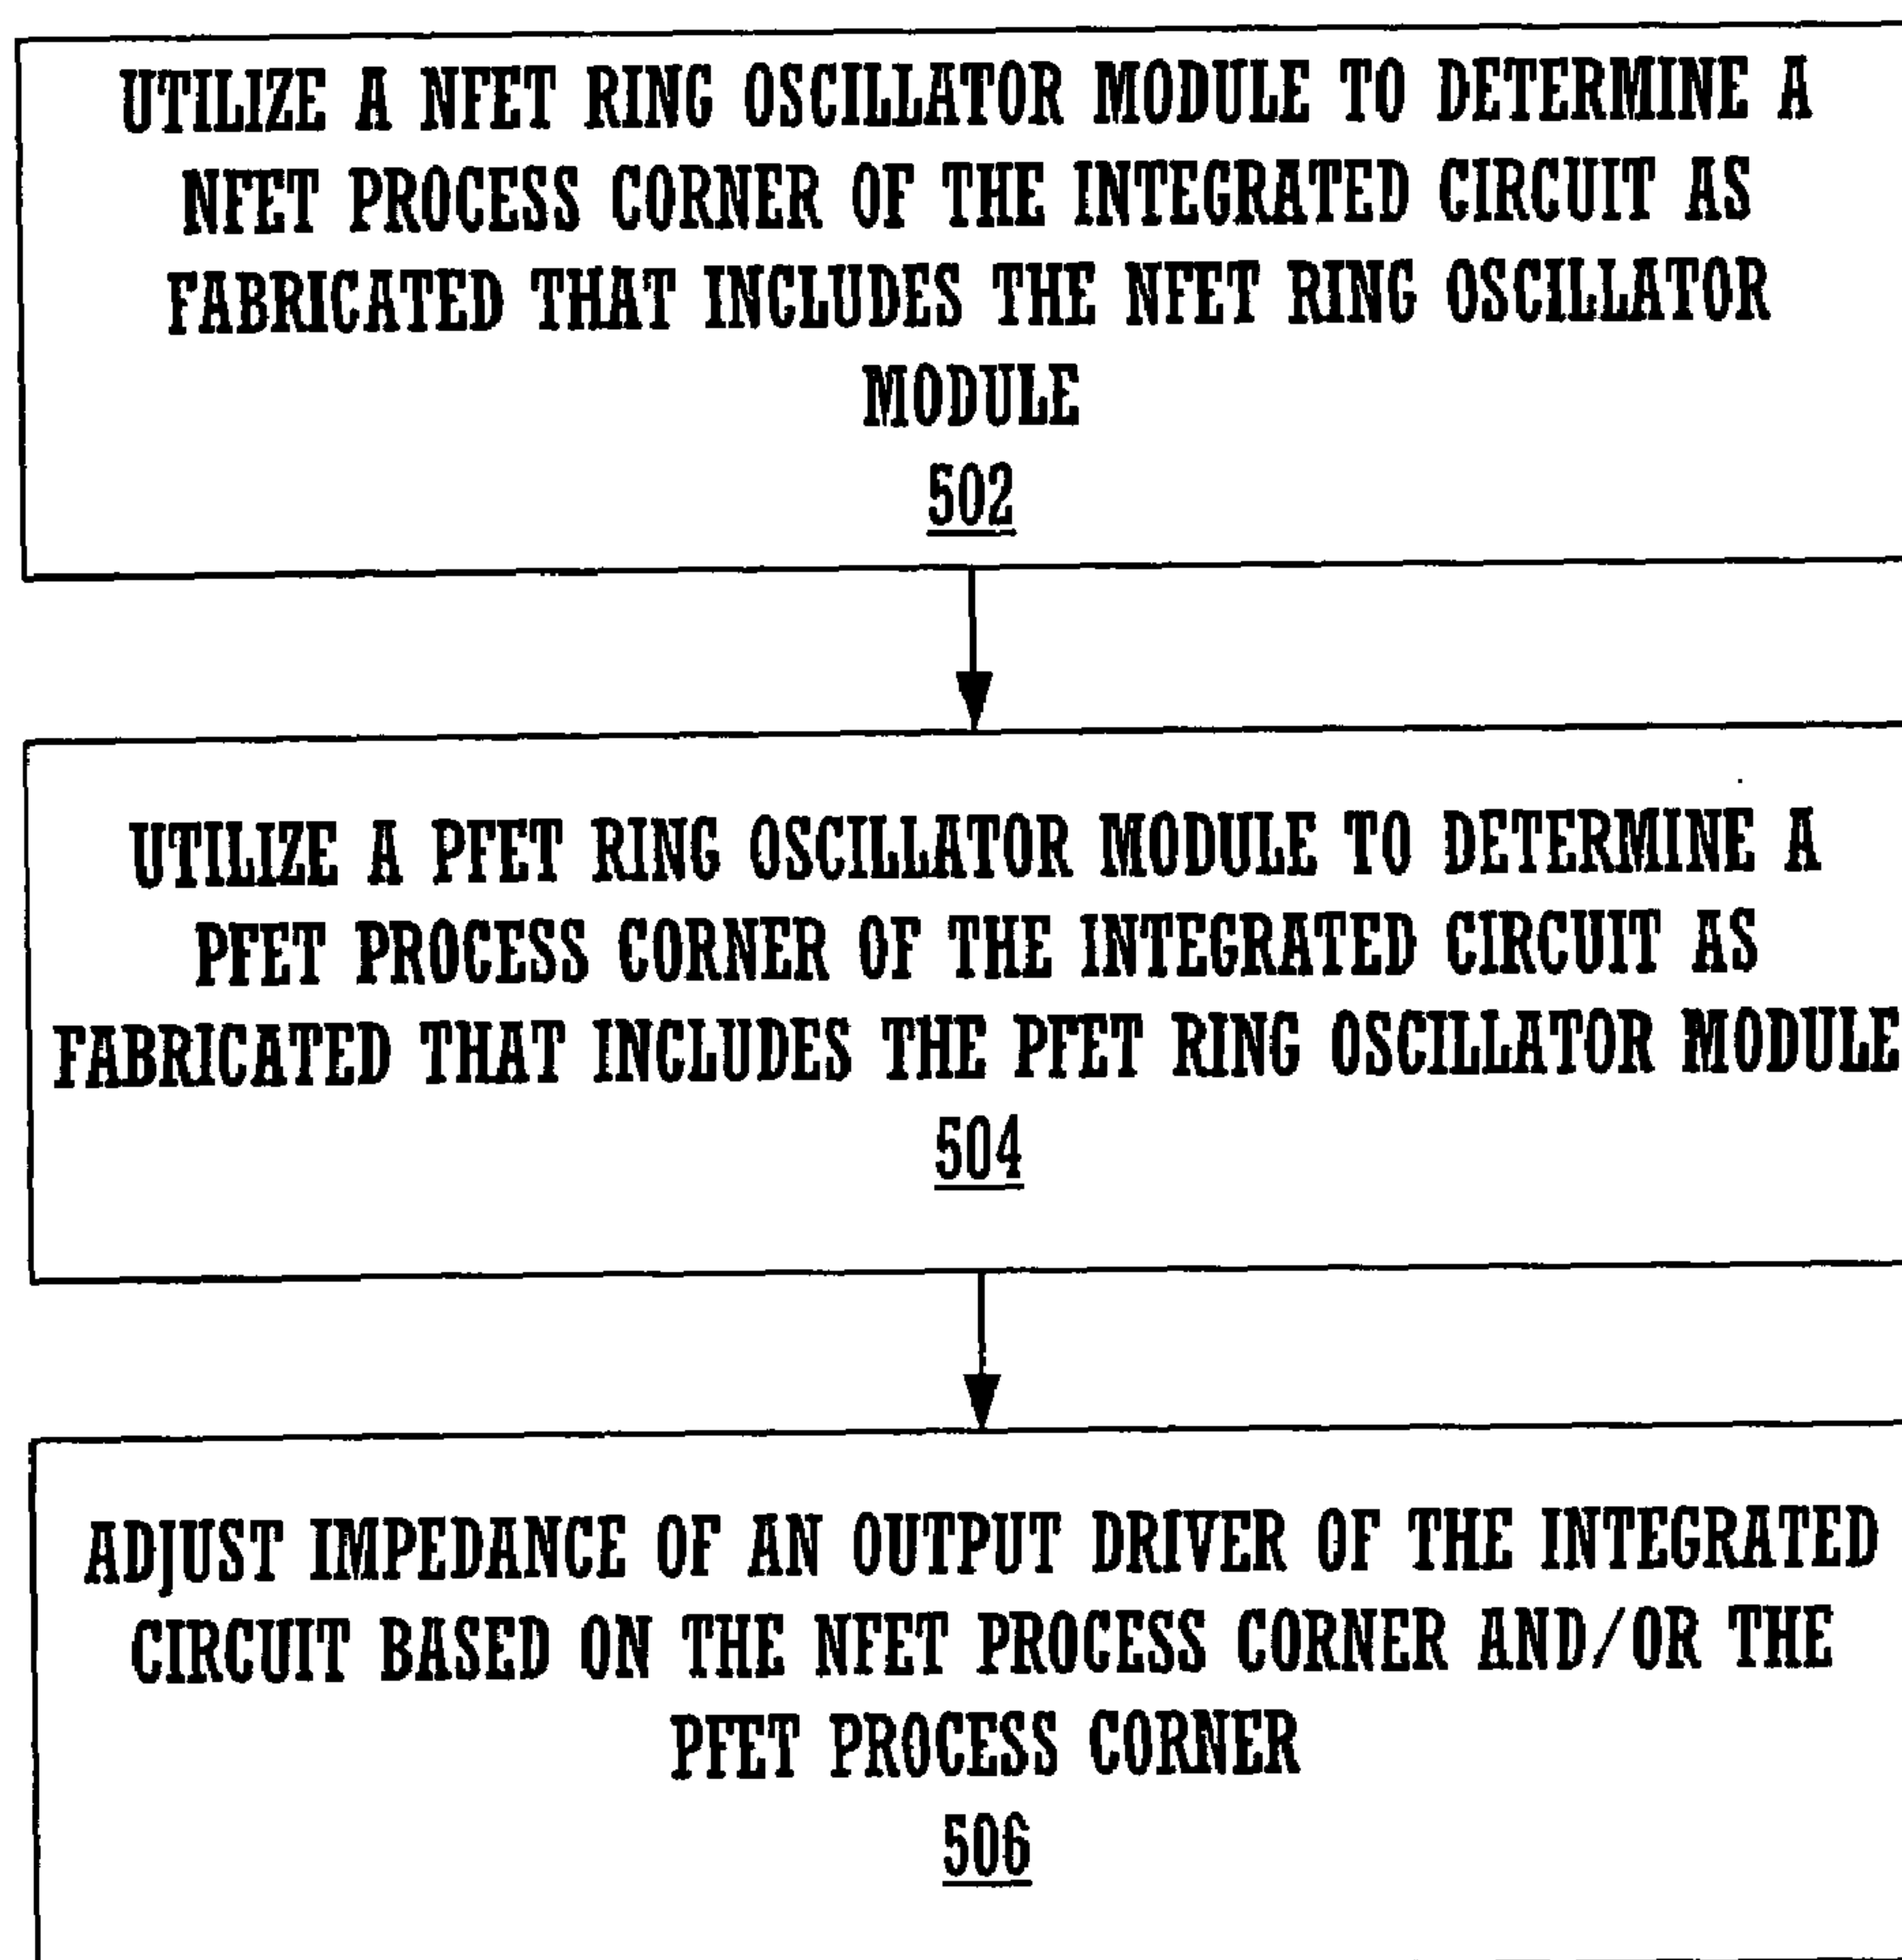 UTILIZE A NFET RING OSCILLATOR MODULE TO DETERMINE A
NFET PROCESS CORNER OF THE INTEGRATED CIRCUIT AS
FABRICATED THAT INCLUDES THE NFET RING OSCILLATOR
MODULE
502
UTILIZE A PFET RING OSCILLATOR MODULE TO DETERMINE A
PFET PROCESS CORNER OF THE INTEGRATED CIRCUIT AS
FABRICATED THAT INCLUDES THE PFET RING OSCILLATOR MODULE
504
ADJUST IMPEDANCE OF AN OUTPUT DRIVER OF THE INTEGRATED
CIRCUIT BASED ON THE NFET PROCESS CORNER AND/OR THE
PFET PROCESS CORNER
506